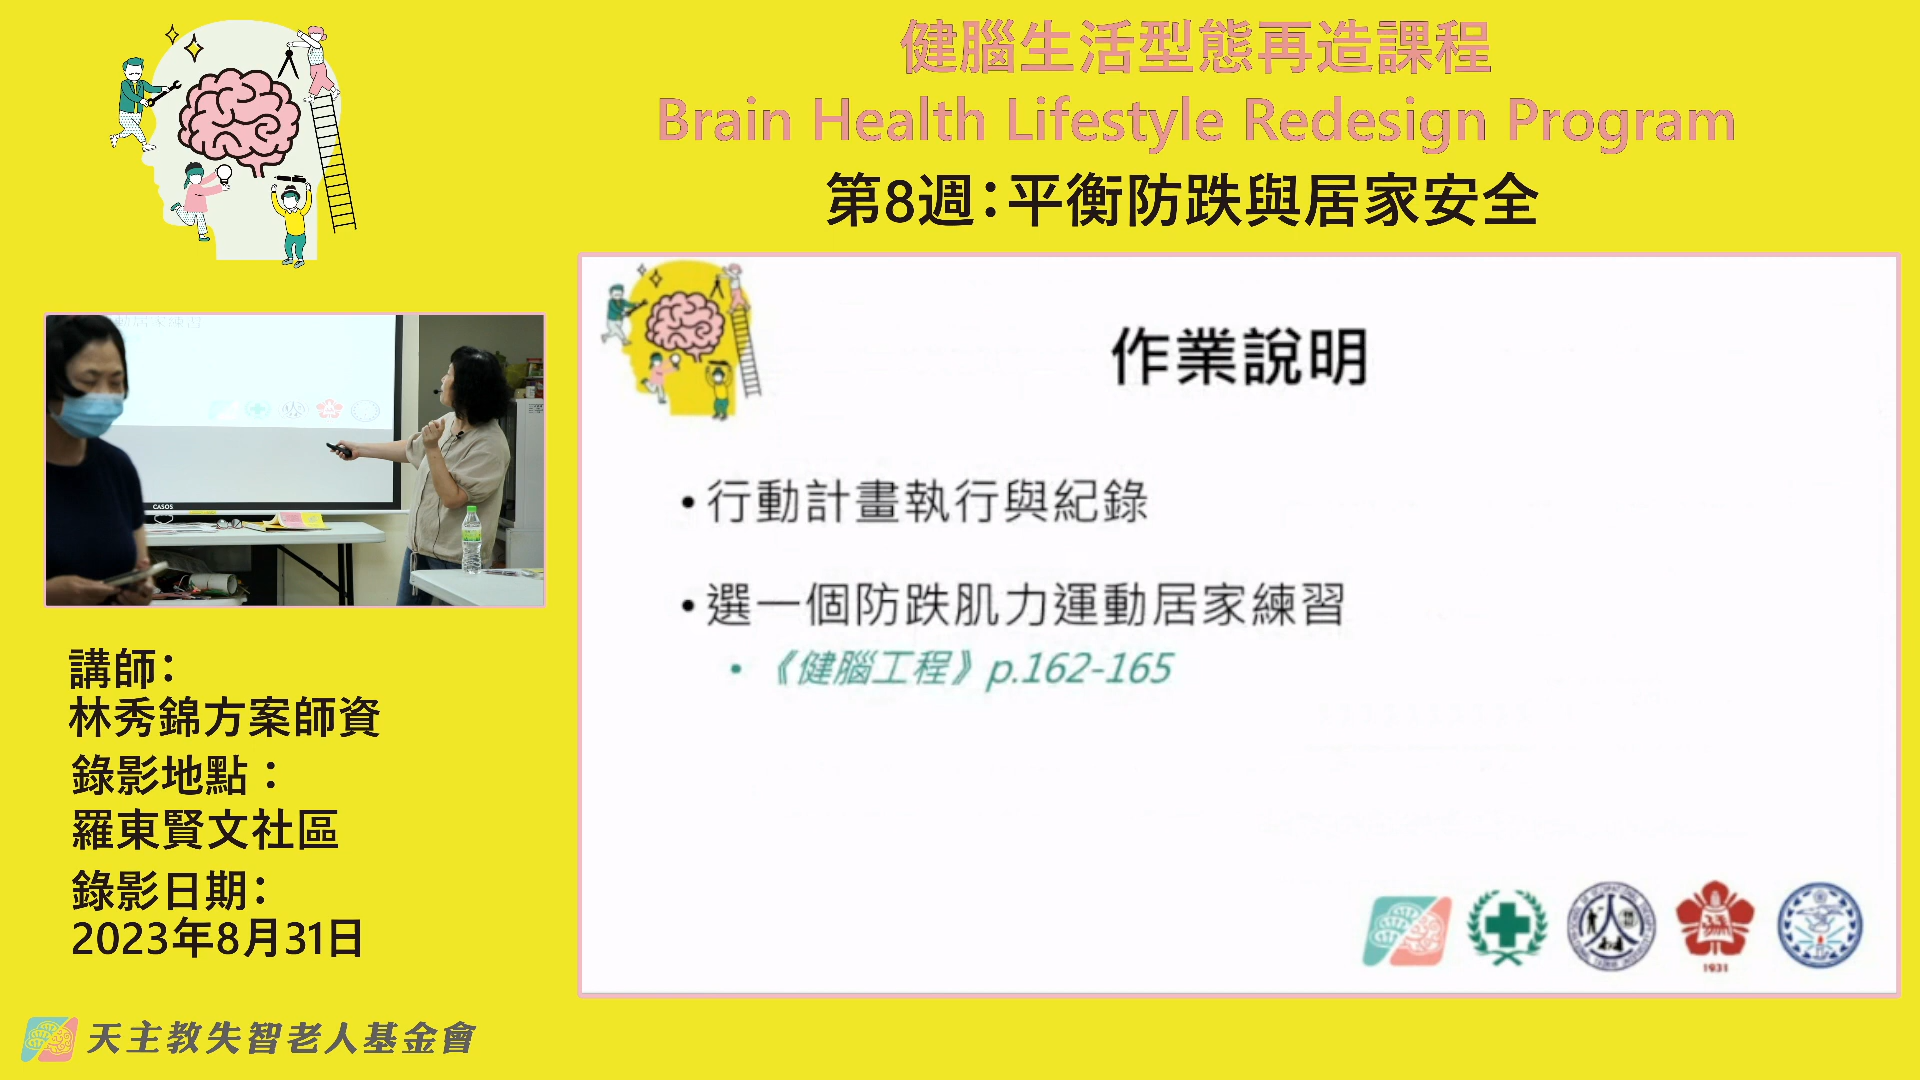 健腦生活型態再造課程
Brain Health Lifestyle Redesign Program
第8週：平衡防跌與居家安全
作業說明
• 行動計畫執行與紀錄
• 選一個防跌肌力運動居家練習
• 《健腦工程》p.162-165
1931
CASOS
講師：
林秀錦方案師資
錄影地點：
羅東賢文社區
錄影日期：
2023年8月31日
天主教失智老人基金會